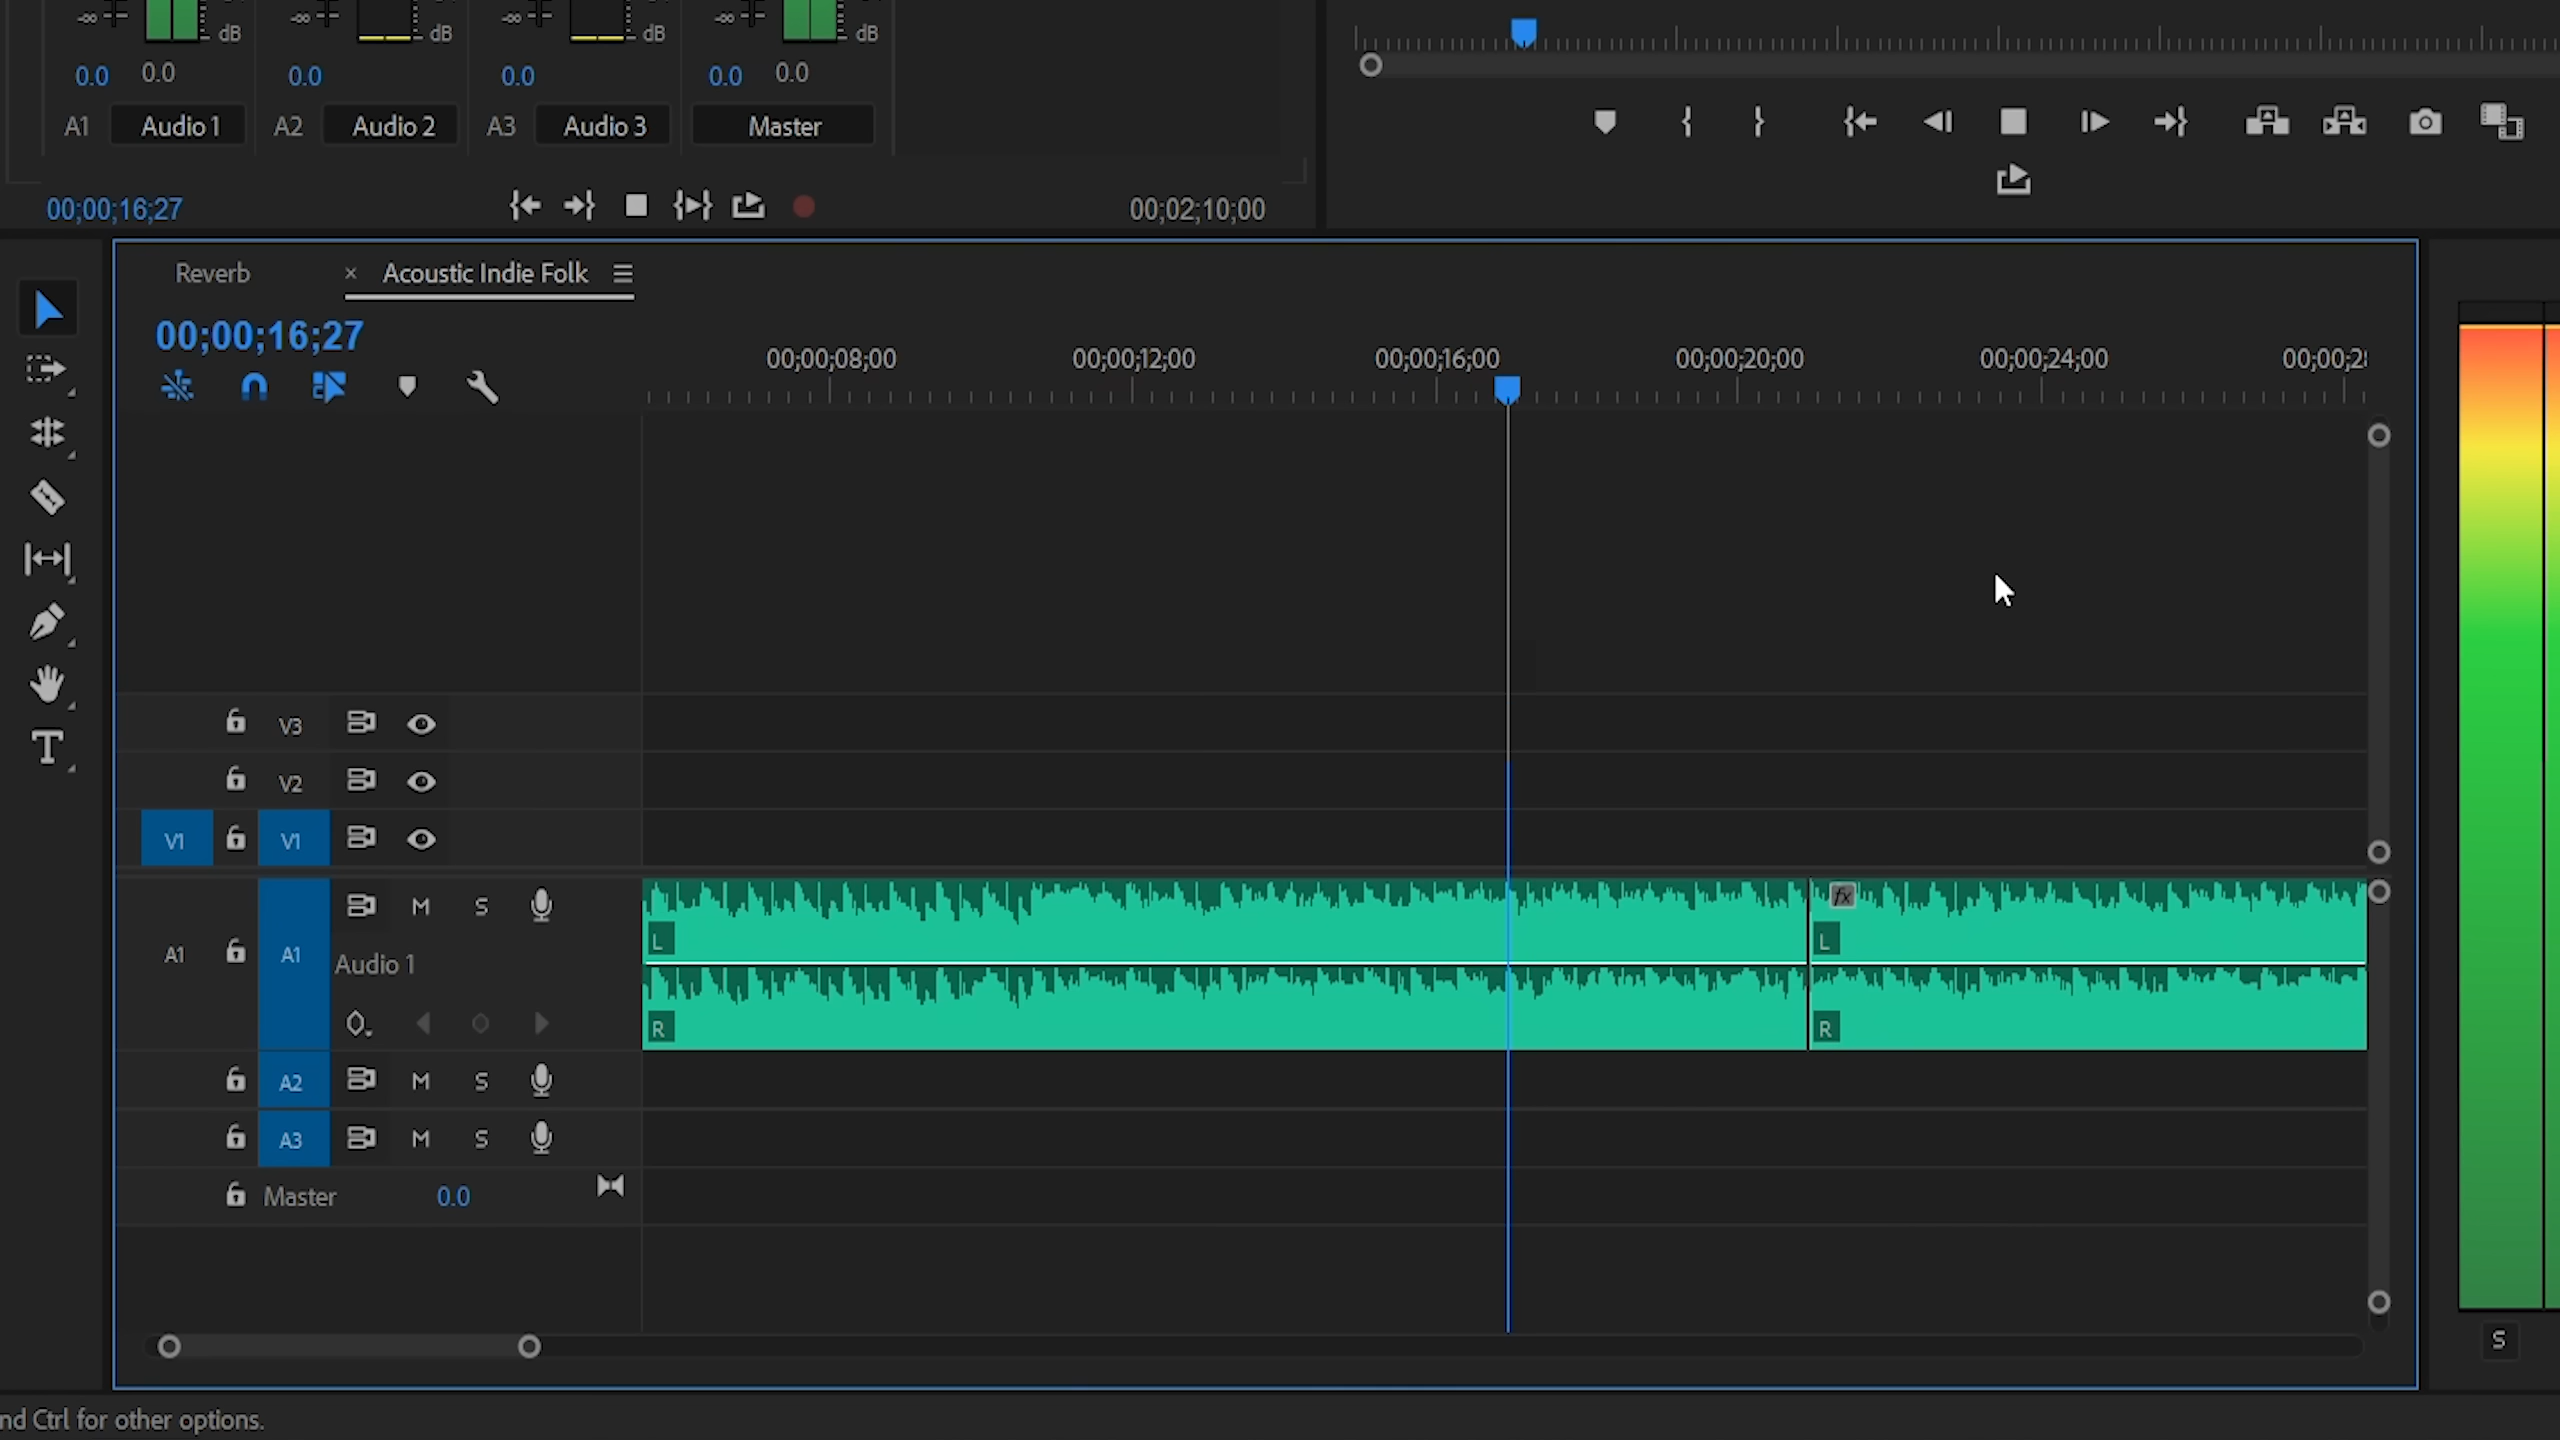 -∞ dB -∞ dB -∞ dB -∞ dB
0.0 0.0 0.0 0.0 0.0 0.0
A1 Audio 1 A2 Audio 2 A3 Audio 3 Master
00;00;16;27 00;02;10;00
Reverb × Acoustic Indie Folk
00;00;16;27
00;00;08;00 00;00;12;00 00;00;16;00 00;00;20;00 00;00;24;00 00;00;28
V3
V2
V1 V1
M S fx
L L
A1 A1 Audio 1
R R
A2 M S
A3 M S
Master 0.0
S
nd Ctrl for other options.